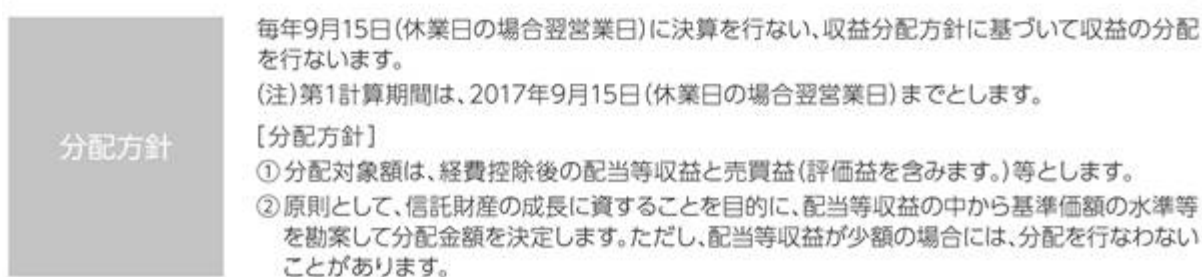 分配方針
毎年9月15日(休業日の場合翌営業日)に決算を行ない、収益分配方針に基づいて収益の分配
を行ないます。
(注)第1計算期間は、2017年9月15日(休業日の場合翌営業日)までとします。
[分配方針]
①分配対象額は、経費控除後の配当等収益と売買益(評価益を含みます。)等とします。
②原則として、信託財産の成長に資することを目的に、配当等収益の中から基準価額の水準等
を勘案して分配金額を決定します。ただし、配当等収益が少額の場合には、分配を行なわない
ことがあります。